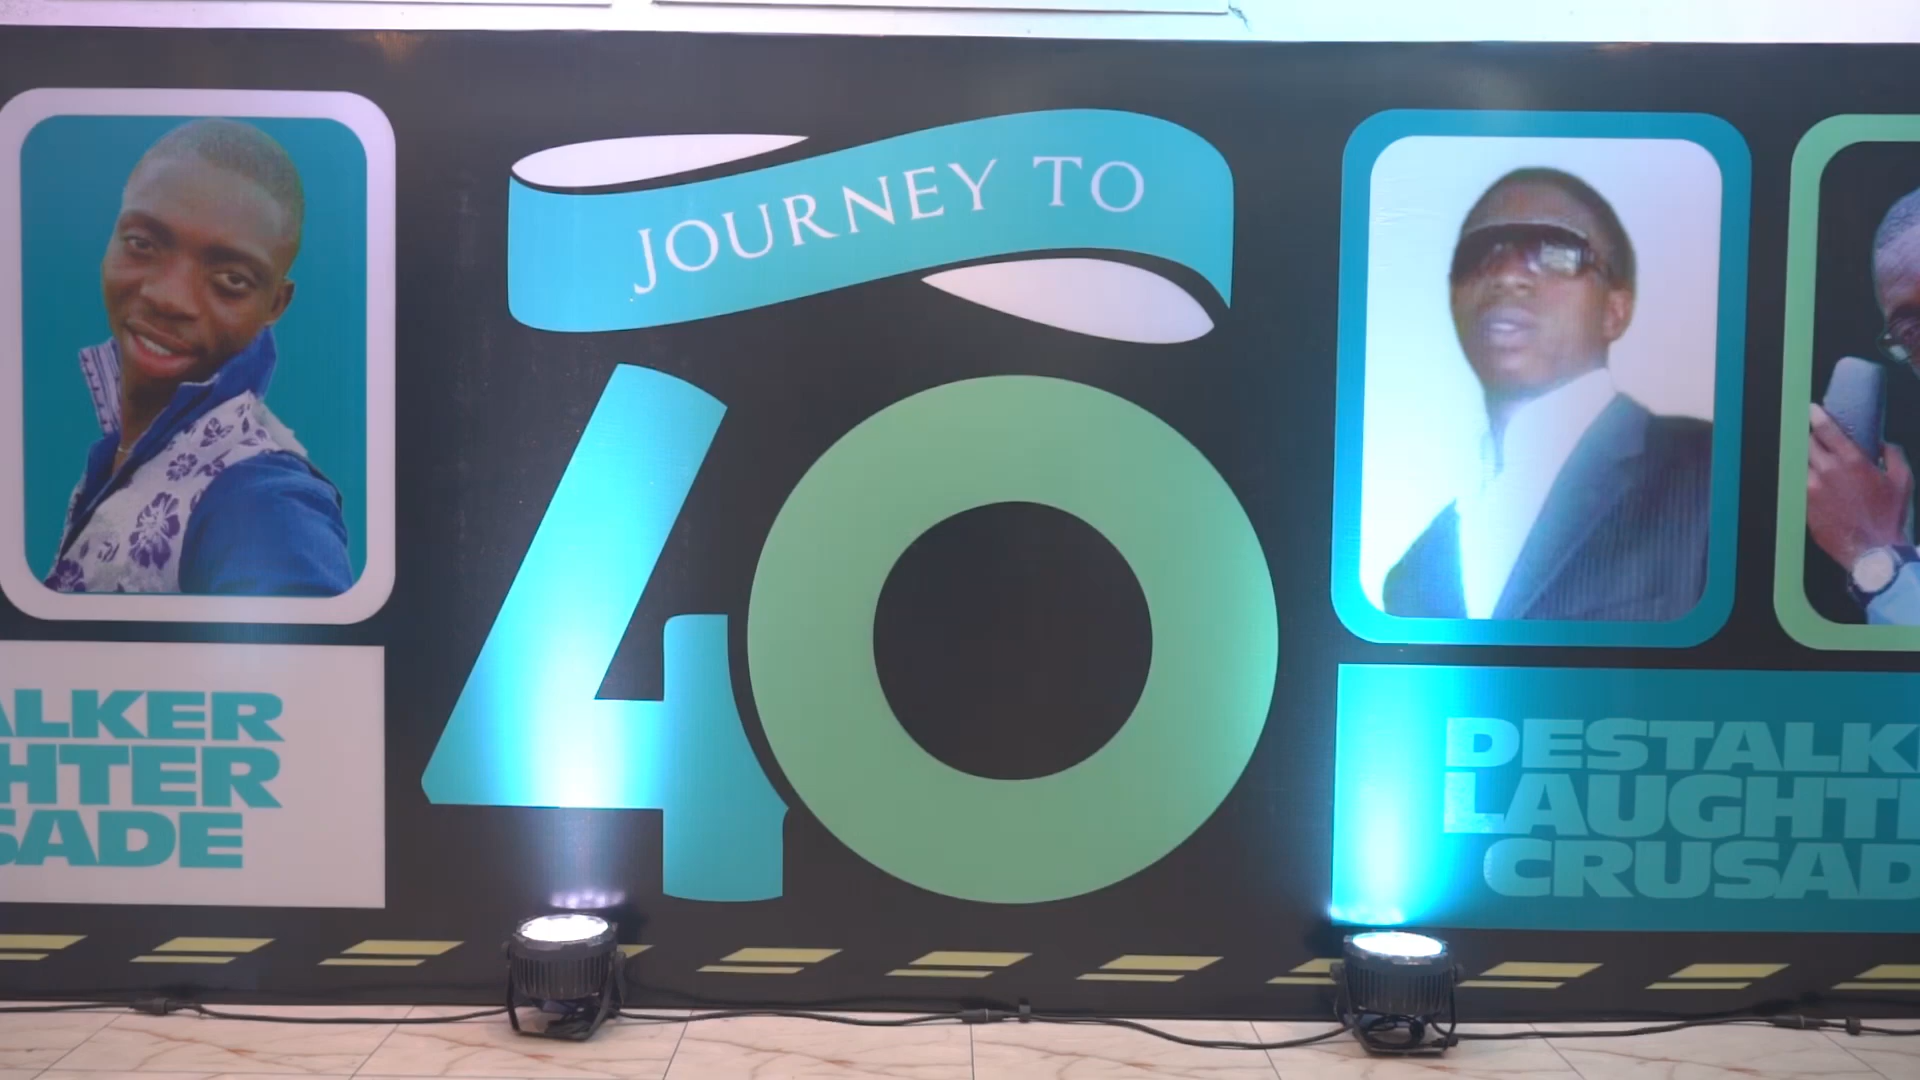 JOURNEY TO
40
ALKER
HTER
SADE
DESTALK
LAUGHT
CRUSAD